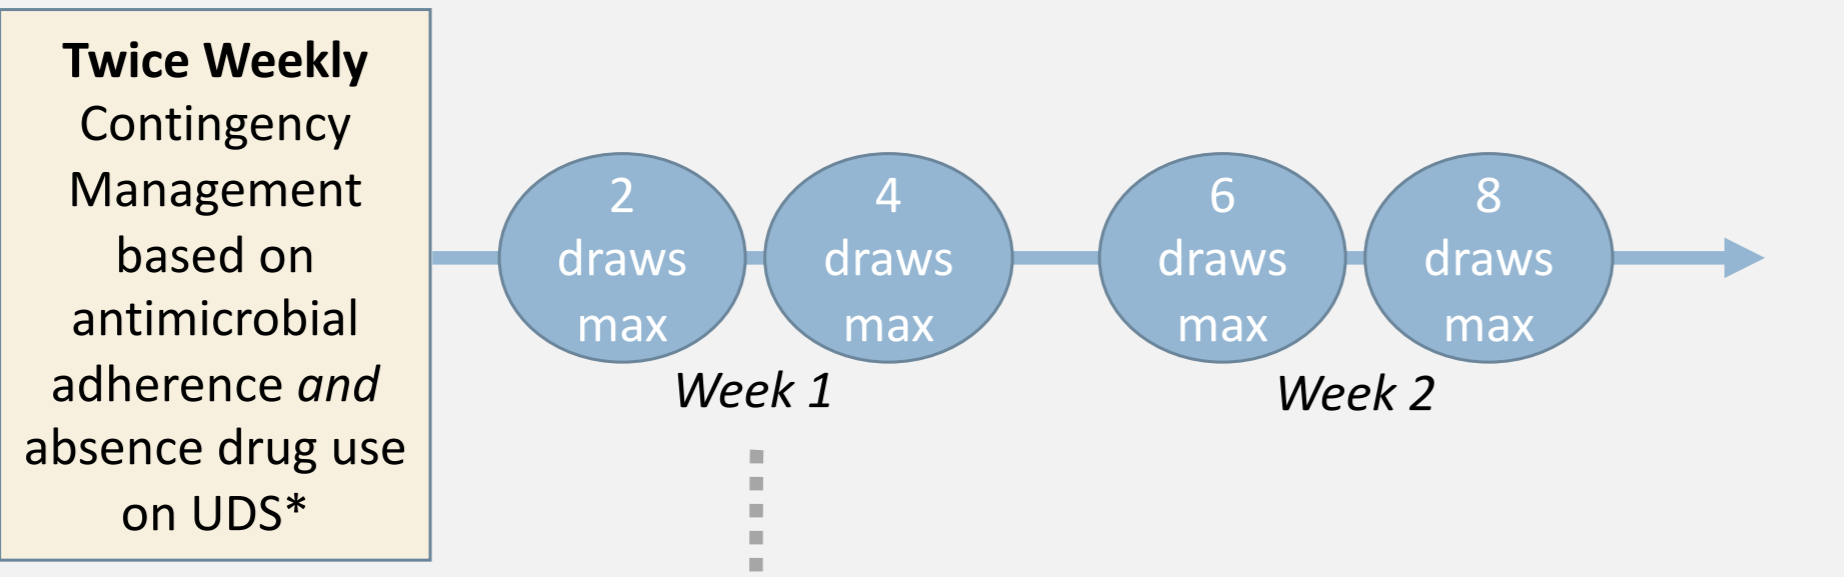 Twice Weekly
Contingency
Management
based on
antimicrobial
adherence and
absence drug use
on UDS*
2
draws
max
4
draws
max
Week 1
6
draws
max
8
draws
max
Week 2